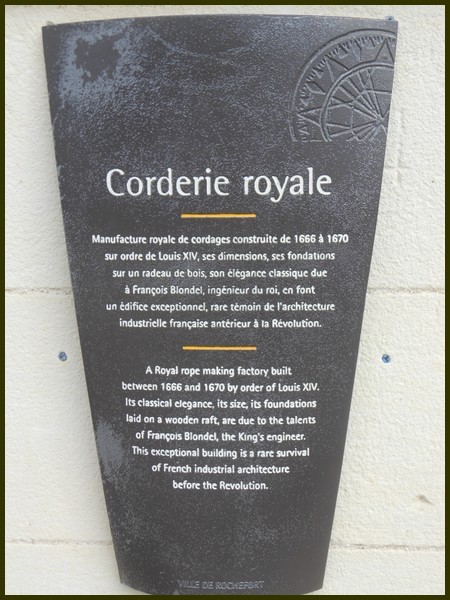 Corderie royale
Manufacture royale de cordages construite de 1666 à 1670
sur ordre de Louis XIV, ses dimensions, ses fondations
sur un radeau de bois, son élégance classique due
à François Blondel, ingénieur du roi, en font
un édifice exceptionnel, rare témoin de l'architecture
industrielle française antérieur à la Révolution.
A Royal rope making factory built
between 1666 and 1670 by order of Louis XIV.
Its classical elegance, its size, its foundations
laid on a wooden raft, are due to the talents
of François Blondel, the King's engineer.
This exceptional building is a rare survival
of French industrial architecture
before the Revolution.
VILLE DE ROCHEFORT